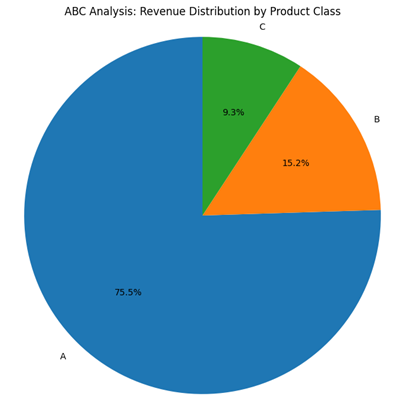 ABC Analysis: Revenue Distribution by Product Class
C
9.3%
B
15.2%
75.5%
A